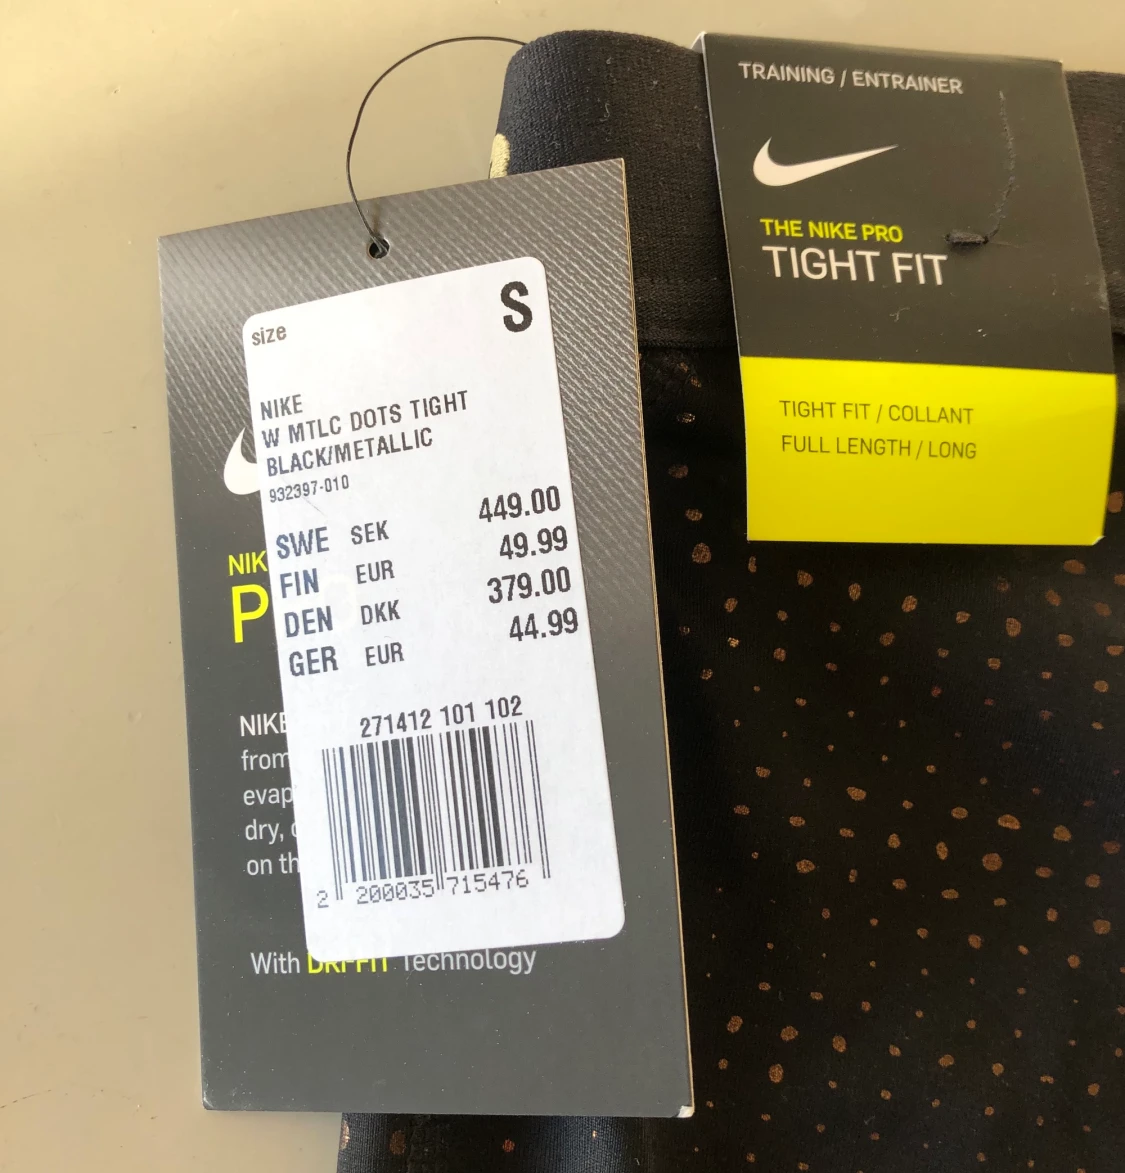 size S
NIKE
W MTLC DOTS TIGHT
BLACK/METALLIC
932397-010
SWE SEK 449.00
FIN EUR 49.99
DEN DKK 379.00
GER EUR 44.99
271412 101 102
2 200035 715476
NIK
P
NIKE
from
evap
dry,
on th
With DRI-FIT Technology
TRAINING / ENTRAINER
THE NIKE PRO
TIGHT FIT
TIGHT FIT / COLLANT
FULL LENGTH / LONG